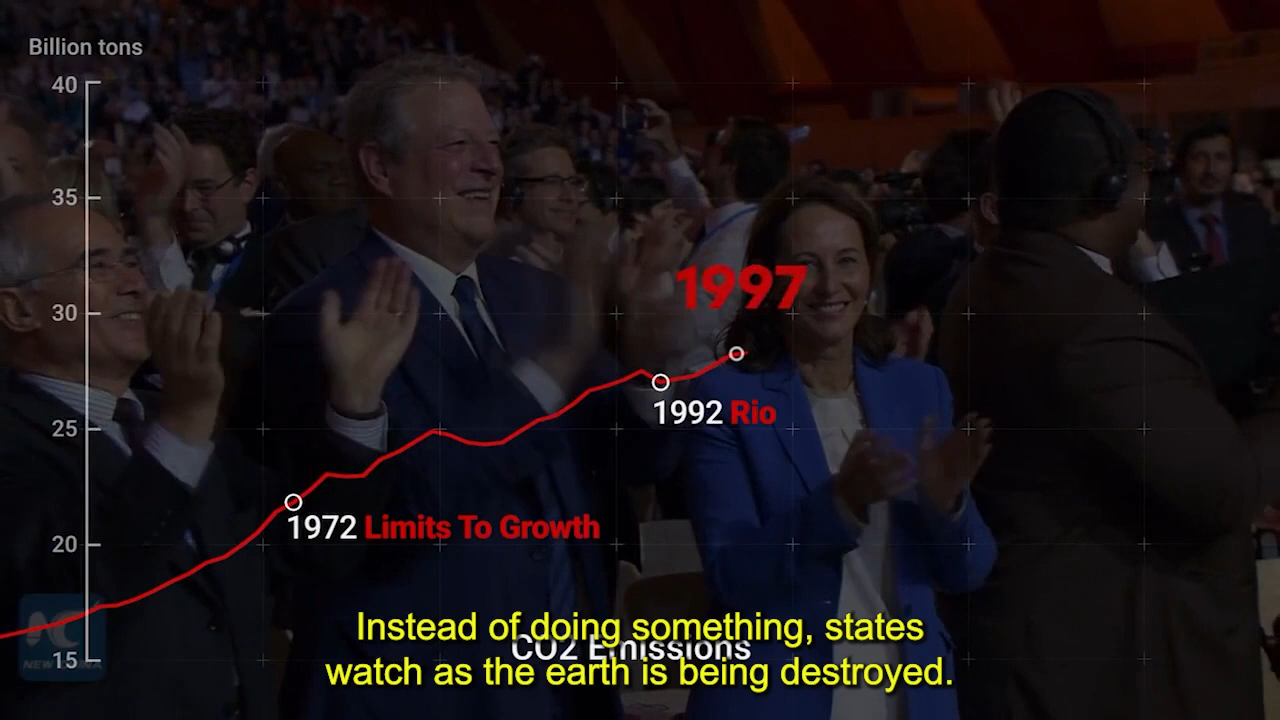 Billion tons
40
35
1997
30
1992 Rio
25
1972 Limits To Growth
20
CO2 Emissions
15
Instead of doing something, states
watch as the earth is being destroyed.